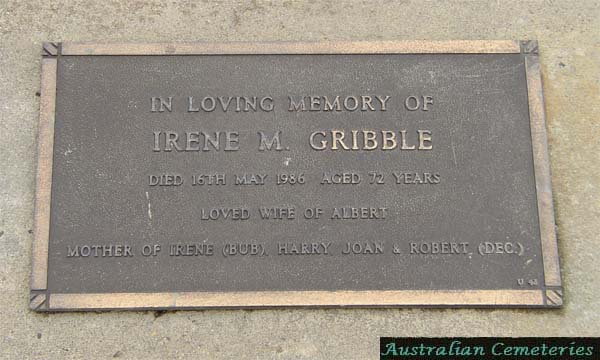 IN LOVING MEMORY OF
IRENE M. GRIBBLE
DIED 16TH MAY 1986 AGED 72 YEARS
LOVED WIFE OF ALBERT
MOTHER OF IRENE (BUB), HARRY, JOAN & ROBERT, (DEC.)
Australian Cemeteries